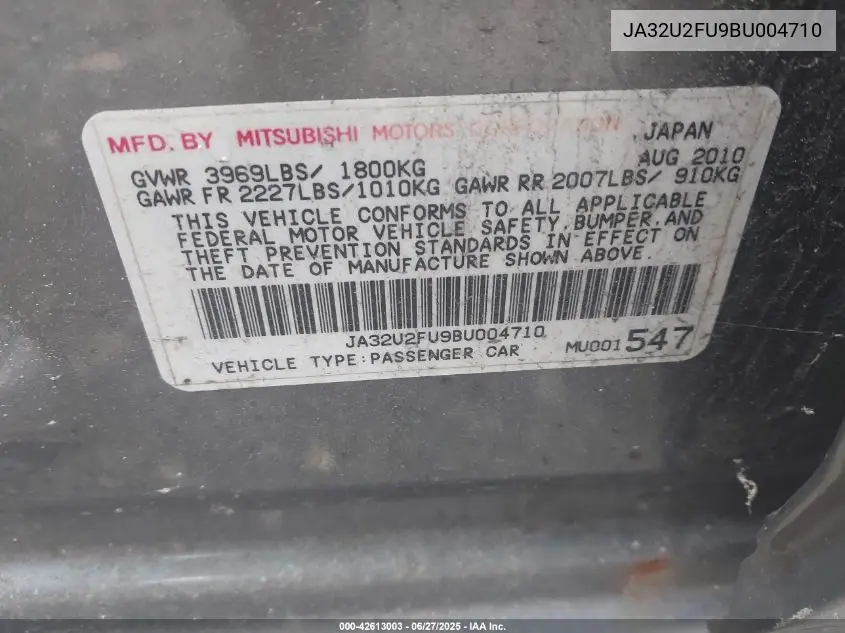 JA32U2FU9BU004710
MFD. BY MITSUBISHI MOTORS CORPORATION, JAPAN
GVWR 3969LBS/ 1800KG AUG 2010
GAWR FR 2227LBS/1010KG GAWR RR 2007LBS/ 910KG
THIS VEHICLE CONFORMS TO ALL APPLICABLE
FEDERAL MOTOR VEHICLE SAFETY, BUMPER, AND
THEFT PREVENTION STANDARDS IN EFFECT ON
THE DATE OF MANUFACTURE SHOWN ABOVE.
JA32U2FU9BU004710
VEHICLE TYPE:PASSENGER CAR MU001547
000-42613003 - 06/27/2025 - IAA Inc.